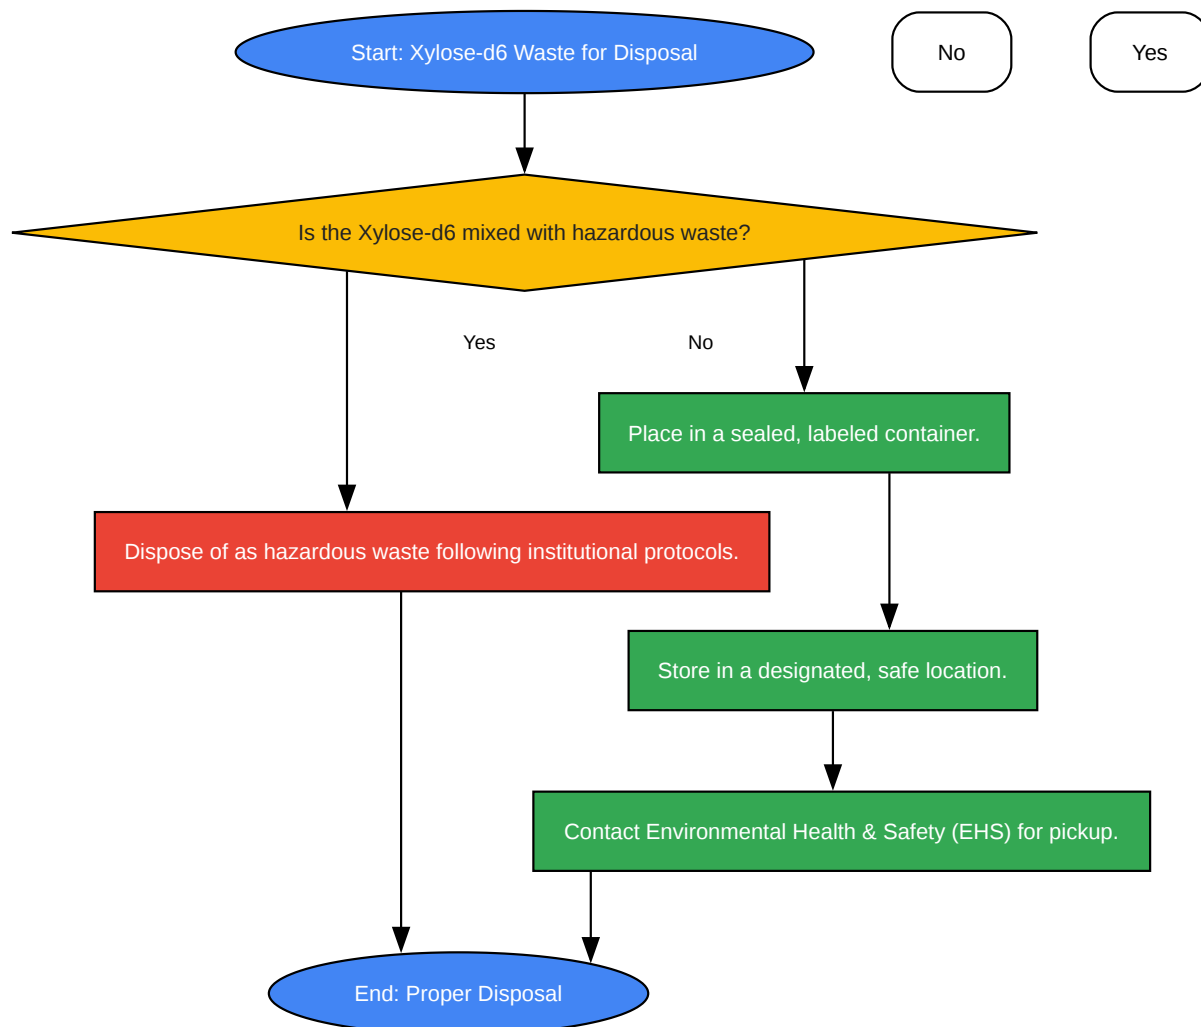 Start: Xylose-d6 Waste for Disposal
No
Yes
Is the Xylose-d6 mixed with hazardous waste?
Yes
No
Place in a sealed, labeled container.
Dispose of as hazardous waste following institutional protocols.
Store in a designated, safe location.
Contact Environmental Health & Safety (EHS) for pickup.
End: Proper Disposal